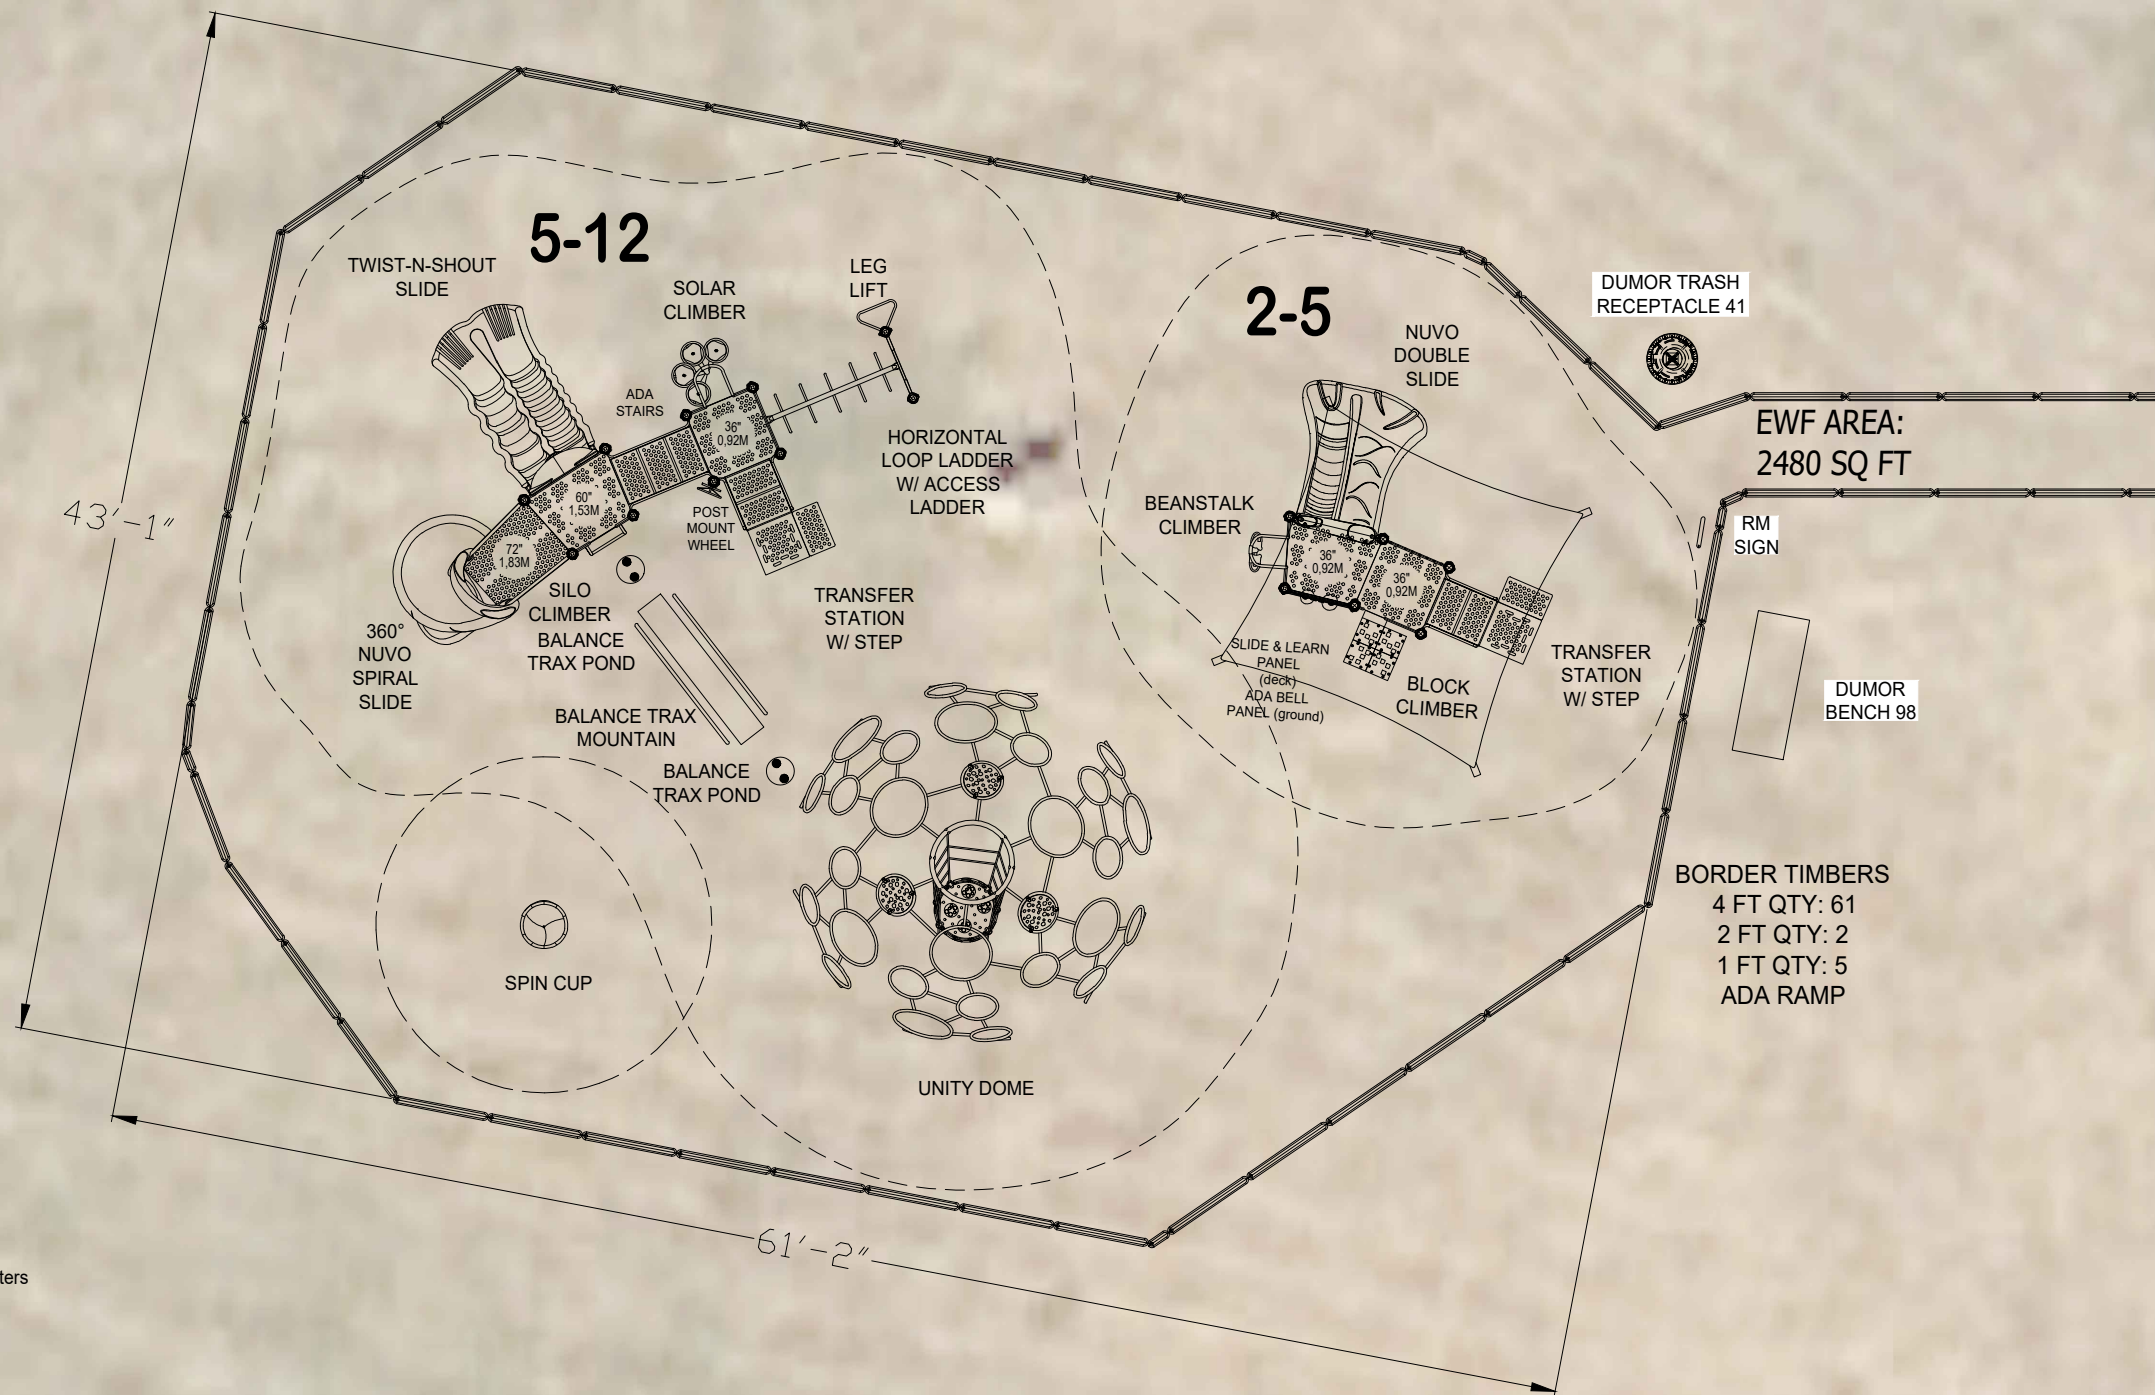 5-12
TWIST-N-SHOUT
SLIDE
SOLAR
CLIMBER
LEG
LIFT
ADA
STAIRS
36"
0,92M
HORIZONTAL
LOOP LADDER
W/ ACCESS
LADDER
60"
1,53M
72"
1,83M
POST
MOUNT
WHEEL
360°
NUVO
SPIRAL
SLIDE
SILO
CLIMBER
BALANCE
TRAX POND
TRANSFER
STATION
W/ STEP
BALANCE TRAX
MOUNTAIN
BALANCE
TRAX POND
SPIN CUP
UNITY DOME
2-5
NUVO
DOUBLE
SLIDE
BEANSTALK
CLIMBER
36"
0,92M
36"
0,92M
SLIDE & LEARN
PANEL
(deck)
ADA BELL
PANEL (ground)
BLOCK
CLIMBER
TRANSFER
STATION
W/ STEP
DUMOR TRASH
RECEPTACLE 41
EWF AREA:
2480 SQ FT
RM
SIGN
DUMOR
BENCH 98
BORDER TIMBERS
4 FT QTY: 61
2 FT QTY: 2
1 FT QTY: 5
ADA RAMP
43'-1"
61'-2"
ters